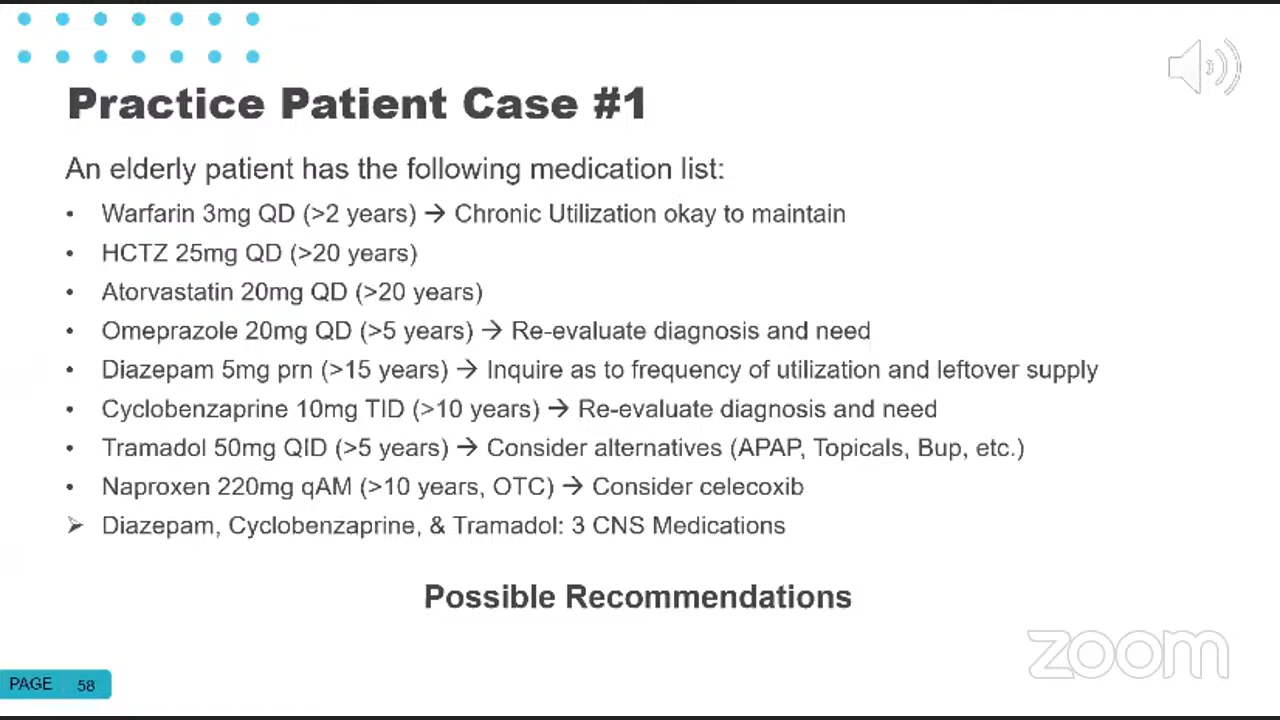 Practice Patient Case #1
An elderly patient has the following medication list:
• Warfarin 3mg QD (>2 years) → Chronic Utilization okay to maintain
• HCTZ 25mg QD (>20 years)
• Atorvastatin 20mg QD (>20 years)
• Omeprazole 20mg QD (>5 years) → Re-evaluate diagnosis and need
• Diazepam 5mg prn (>15 years) → Inquire as to frequency of utilization and leftover supply
• Cyclobenzaprine 10mg TID (>10 years) → Re-evaluate diagnosis and need
• Tramadol 50mg QID (>5 years) → Consider alternatives (APAP, Topicals, Bup, etc.)
• Naproxen 220mg qAM (>10 years, OTC) → Consider celecoxib
➢ Diazepam, Cyclobenzaprine, & Tramadol: 3 CNS Medications
Possible Recommendations
zoom
PAGE 58